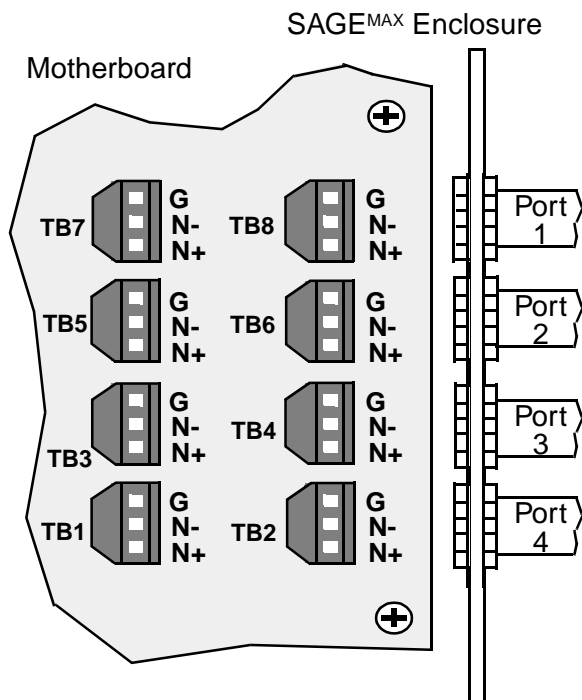 SAGEMAX Enclosure
Motherboard
TB7
G
N-
N+
TB8
G
N-
N+
Port
1
TB5
G
N-
N+
TB6
G
N-
N+
Port
2
TB3
G
N-
N+
TB4
G
N-
N+
Port
3
TB1
G
N-
N+
TB2
G
N-
N+
Port
4